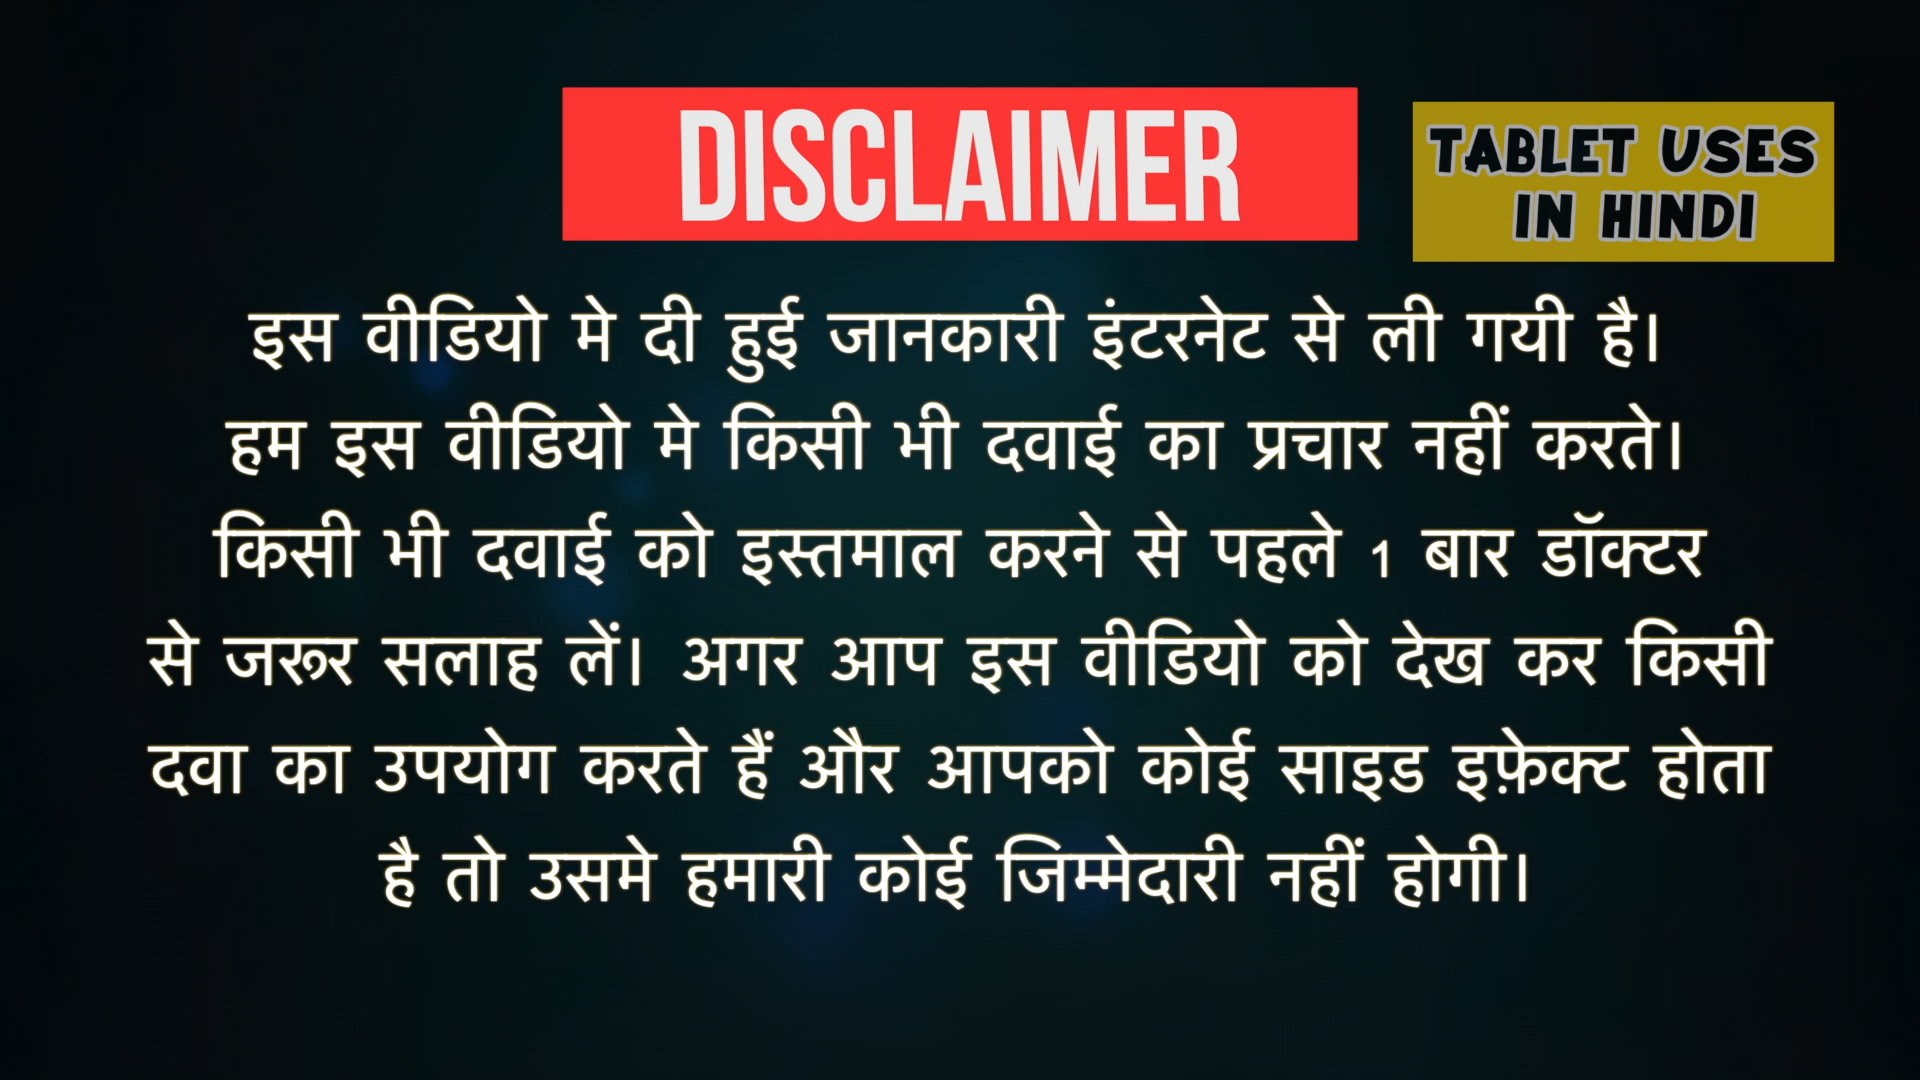 DISCLAIMER
TABLET USES
IN HINDI
इस वीडियो मे दी हुई जानकारी इंटरनेट से ली गयी है।
हम इस वीडियो मे किसी भी दवाई का प्रचार नहीं करते।
किसी भी दवाई को इस्तमाल करने से पहले 1 बार डॉक्टर
से जरूर सलाह लें। अगर आप इस वीडियो को देख कर किसी
दवा का उपयोग करते हैं और आपको कोई साइड इफ़ेक्ट होता
है तो उसमे हमारी कोई जिम्मेदारी नहीं होगी।